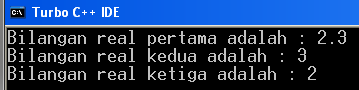 Turbo C++ IDE
Bilangan real pertama adalah : 2.3
Bilangan real kedua adalah : 3
Bilangan real ketiga adalah : 2